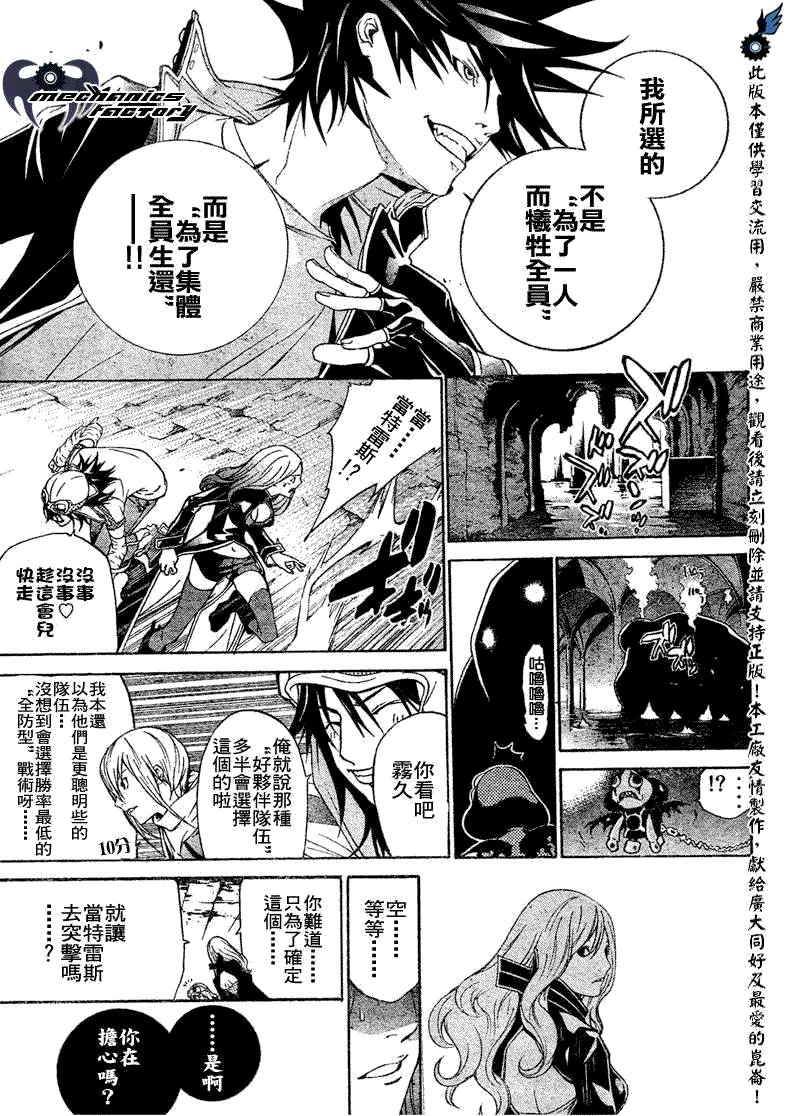 mechanics
factory
此版本僅供學習交流用，嚴禁商業用途，觀看後請立刻刪除並請支持正版！本工廠友情製作，獻給廣大同好及最愛的崑崙！
我所選的
不是
"為了一人
而犧牲全員"
而是
"為了集體
全員生還"
——!!
ズッ
ズズ
當……
當特雷斯
!?
沒事
沒事♡
趁這會兒
快走
ズズ
咕嚕嚕嚕…
…
!?
你看吧
霧久
俺就說那種
"好夥伴隊伍"
多半會選擇
這個的啦
我本還
以為他們是更聰明些的
隊伍…
沒想到會選擇勝率最低的
"全防型"戰術呀……
10分
空……
等等……
你難道……
只為了確定
這個……
就讓
當特雷斯
去突擊嗎
……?
……是啊
你在
擔心嗎?